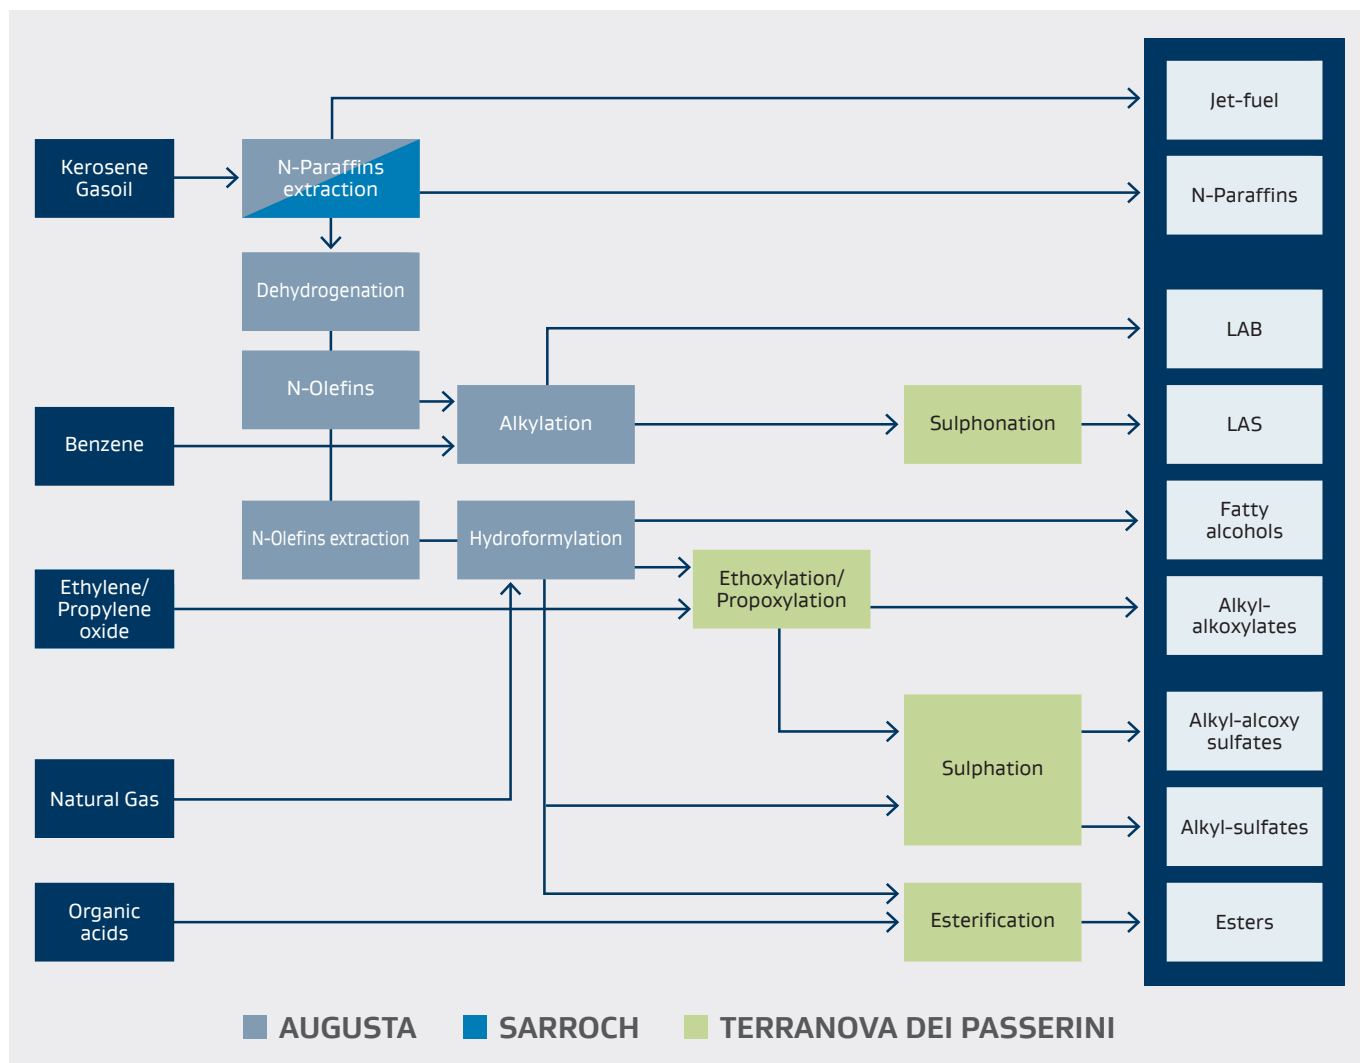 Jet-fuel
Kerosene
Gasoil
N-Paraffins
extraction
N-Paraffins
Dehydrogenation
LAB
N-Olefins
Benzene
Alkylation
Sulphonation
LAS
N-Olefins extraction
Hydroformylation
Fatty
alcohols
Ethylene/
Propylene
oxide
Ethoxylation/
Propoxylation
Alkyl-
alkoxylates
Alkyl-alcoxy
sulfates
Natural Gas
Sulphation
Alkyl-sulfates
Organic
acids
Esterification
Esters
AUGUSTA
SARROCH
TERRANOVA DEI PASSERINI